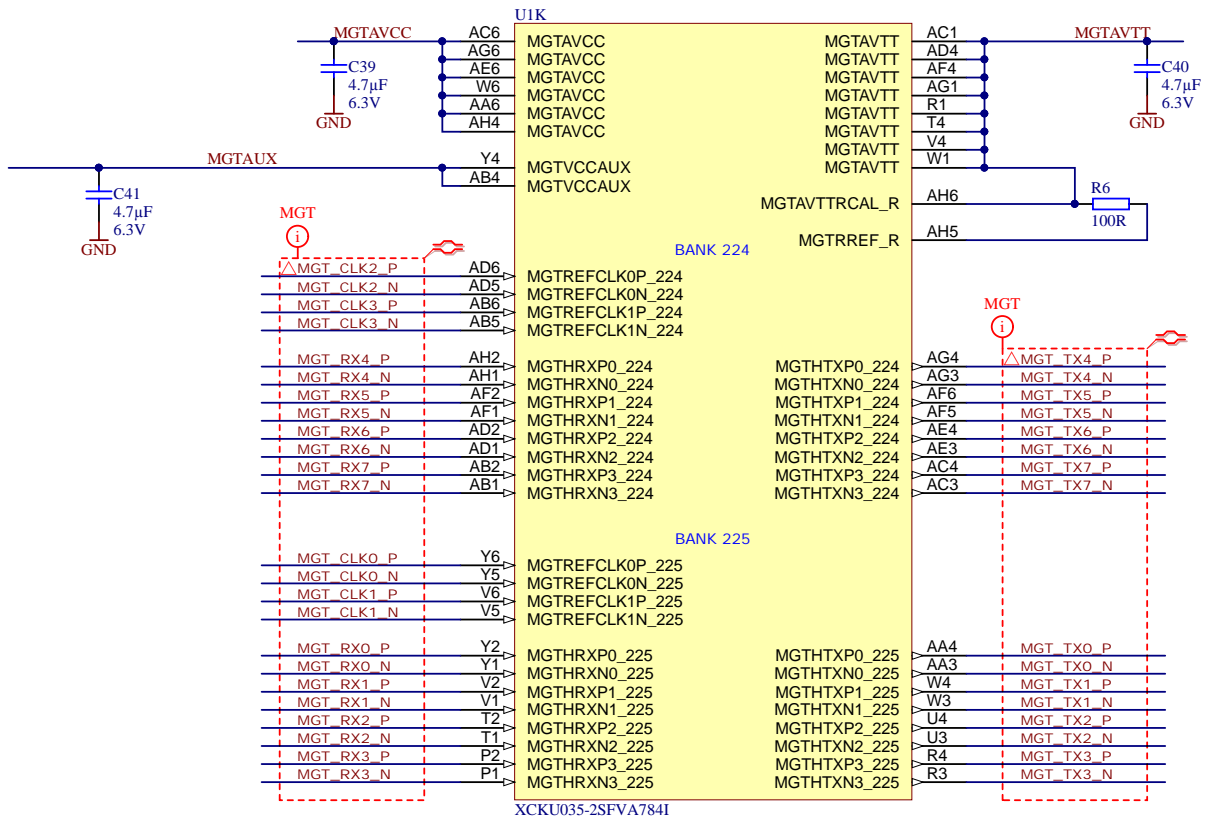 U1K
MGTAVCC AC6 MGTAVCC MGTAVTT AC1 MGTAVTT
AG6 MGTAVCC MGTAVTT AD4
C39 AE6 MGTAVCC MGTAVTT AF4 C40
4.7µF W6 MGTAVCC MGTAVTT AG1 4.7µF
6.3V AA6 MGTAVCC MGTAVTT R1 6.3V
GND AH4 MGTAVCC MGTAVTT T4 GND
MGTAVTT V4
MGTAUX Y4 MGTVCCAUX MGTAVTT W1
AB4 MGTVCCAUX
C41 MGTAVTTRCAL_R AH6 R6
4.7µF 100R
6.3V MGT MGTRREF_R AH5
GND i BANK 224
MGT_CLK2_P AD6 MGTREFCLK0P_224
MGT_CLK2_N AD5 MGTREFCLK0N_224
MGT_CLK3_P AB6 MGTREFCLK1P_224 MGT
MGT_CLK3_N AB5 MGTREFCLK1N_224 i
MGT_RX4_P AH2 MGTHRXP0_224 MGTHTXP0_224 AG4 MGT_TX4_P
MGT_RX4_N AH1 MGTHRXN0_224 MGTHTXN0_224 AG3 MGT_TX4_N
MGT_RX5_P AF2 MGTHRXP1_224 MGTHTXP1_224 AF6 MGT_TX5_P
MGT_RX5_N AF1 MGTHRXN1_224 MGTHTXN1_224 AF5 MGT_TX5_N
MGT_RX6_P AD2 MGTHRXP2_224 MGTHTXP2_224 AE4 MGT_TX6_P
MGT_RX6_N AD1 MGTHRXN2_224 MGTHTXN2_224 AE3 MGT_TX6_N
MGT_RX7_P AB2 MGTHRXP3_224 MGTHTXP3_224 AC4 MGT_TX7_P
MGT_RX7_N AB1 MGTHRXN3_224 MGTHTXN3_224 AC3 MGT_TX7_N
BANK 225
MGT_CLK0_P Y6 MGTREFCLK0P_225
MGT_CLK0_N Y5 MGTREFCLK0N_225
MGT_CLK1_P V6 MGTREFCLK1P_225
MGT_CLK1_N V5 MGTREFCLK1N_225
MGT_RX0_P Y2 MGTHRXP0_225 MGTHTXP0_225 AA4 MGT_TX0_P
MGT_RX0_N Y1 MGTHRXN0_225 MGTHTXN0_225 AA3 MGT_TX0_N
MGT_RX1_P V2 MGTHRXP1_225 MGTHTXP1_225 W4 MGT_TX1_P
MGT_RX1_N V1 MGTHRXN1_225 MGTHTXN1_225 W3 MGT_TX1_N
MGT_RX2_P T2 MGTHRXP2_225 MGTHTXP2_225 U4 MGT_TX2_P
MGT_RX2_N T1 MGTHRXN2_225 MGTHTXN2_225 U3 MGT_TX2_N
MGT_RX3_P P2 MGTHRXP3_225 MGTHTXP3_225 R4 MGT_TX3_P
MGT_RX3_N P1 MGTHRXN3_225 MGTHTXN3_225 R3 MGT_TX3_N
XCKU035-2SFVA784I